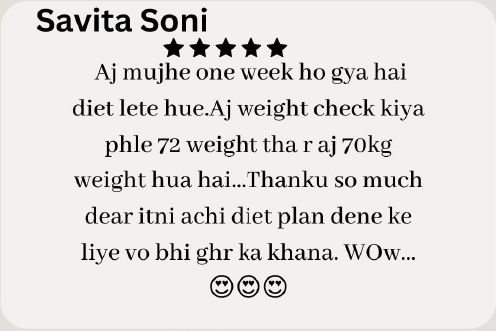 Savita Soni
★★★★★
Aj mujhe one week ho gya hai
diet lete hue.Aj weight check kiya
phle 72 weight tha r aj 70kg
weight hua hai...Thanku so much
dear itni achi diet plan dene ke
liye vo bhi ghr ka khana. WOw...
😍😍😍